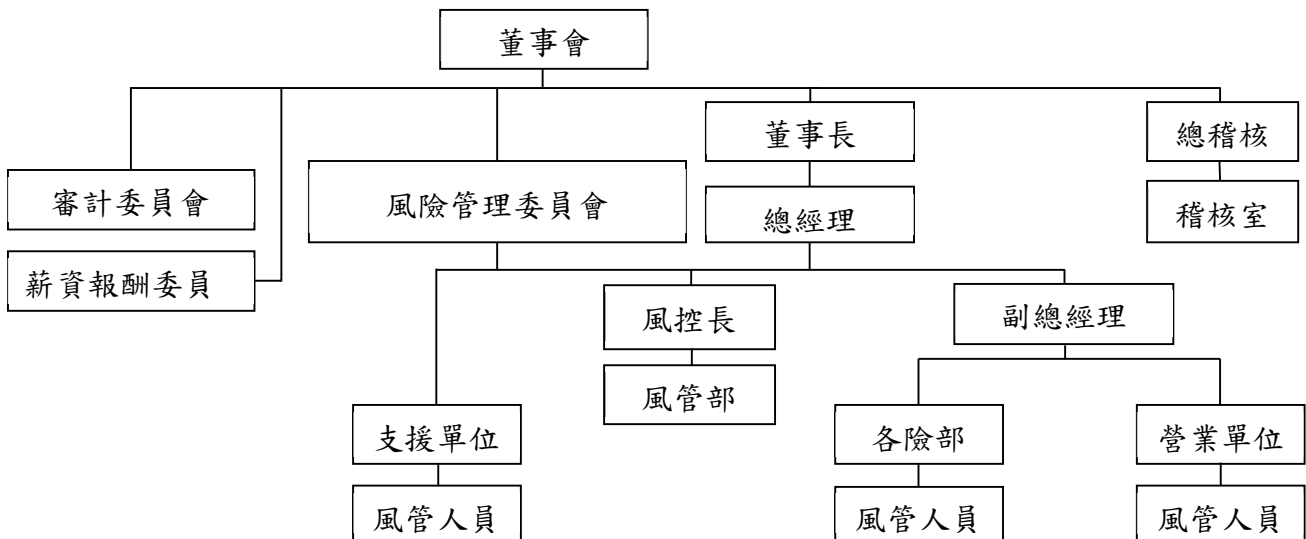 董事會
董事長
總稽核
審計委員會
風險管理委員會
總經理
稽核室
薪資報酬委員
風控長
副總經理
風管部
支援單位
各險部
營業單位
風管人員
風管人員
風管人員